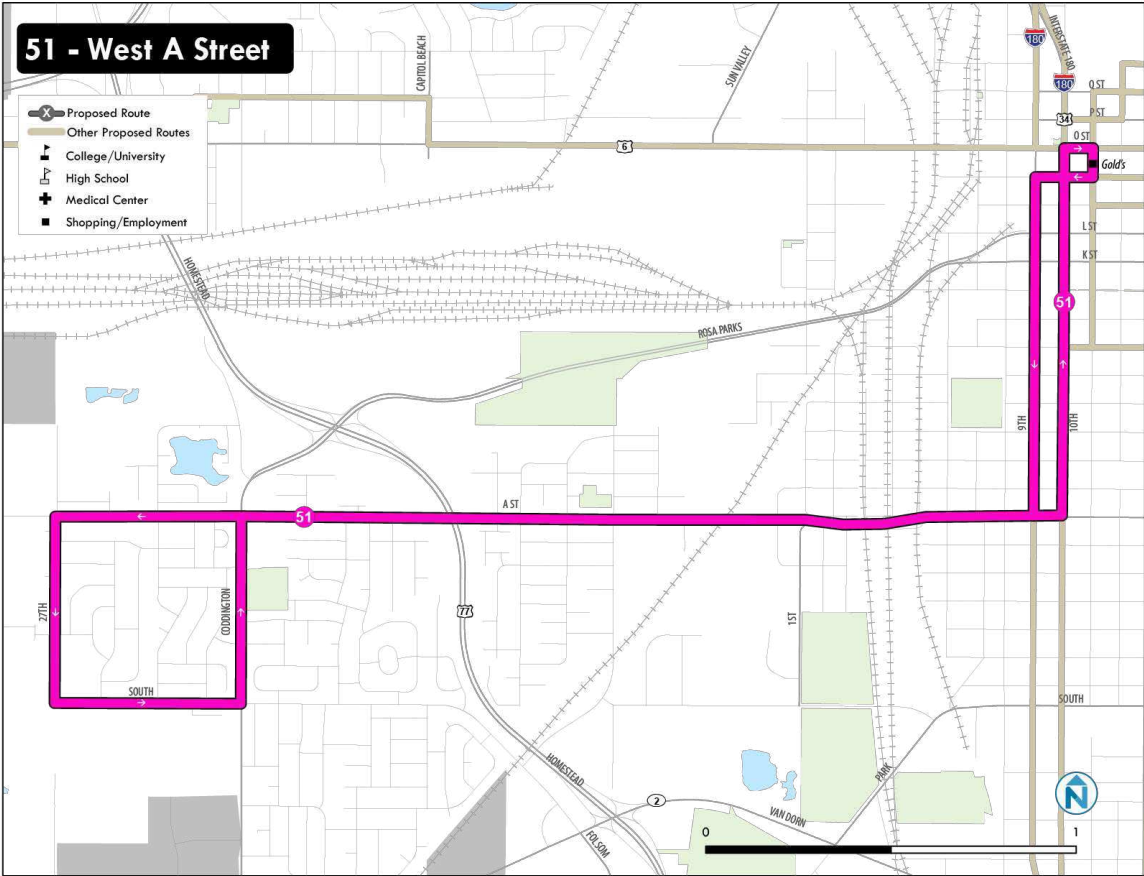 51 - West A Street
X Proposed Route
Other Proposed Routes
College/University
High School
Medical Center
Shopping/Employment
CAPITOL BEACH
SUN VALLEY
INTERSTATE 180
180
180
Q ST
P ST
34
O ST
6
Gold's
L ST
K ST
HOMESTEAD
51
ROSA PARKS
9TH
10TH
A ST
51
27TH
CODDINGTON
77
1ST
SOUTH
SOUTH
HOMESTEAD
PARK
N
2
VAN DORN
FOLSOM
0
1